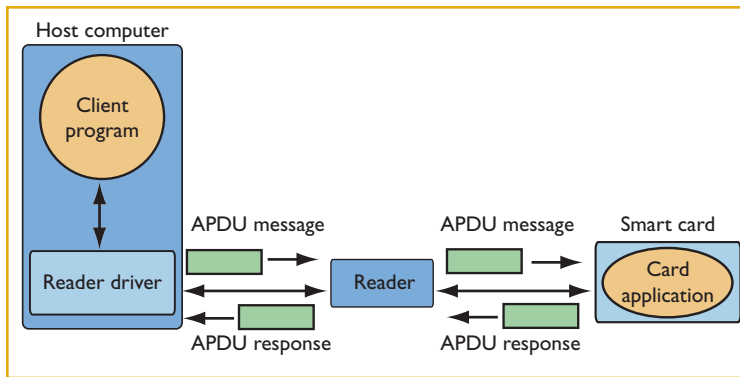 Host computer
Client
program
APDU message
APDU message
Smart card
Reader driver
Reader
Card
application
APDU response
APDU response